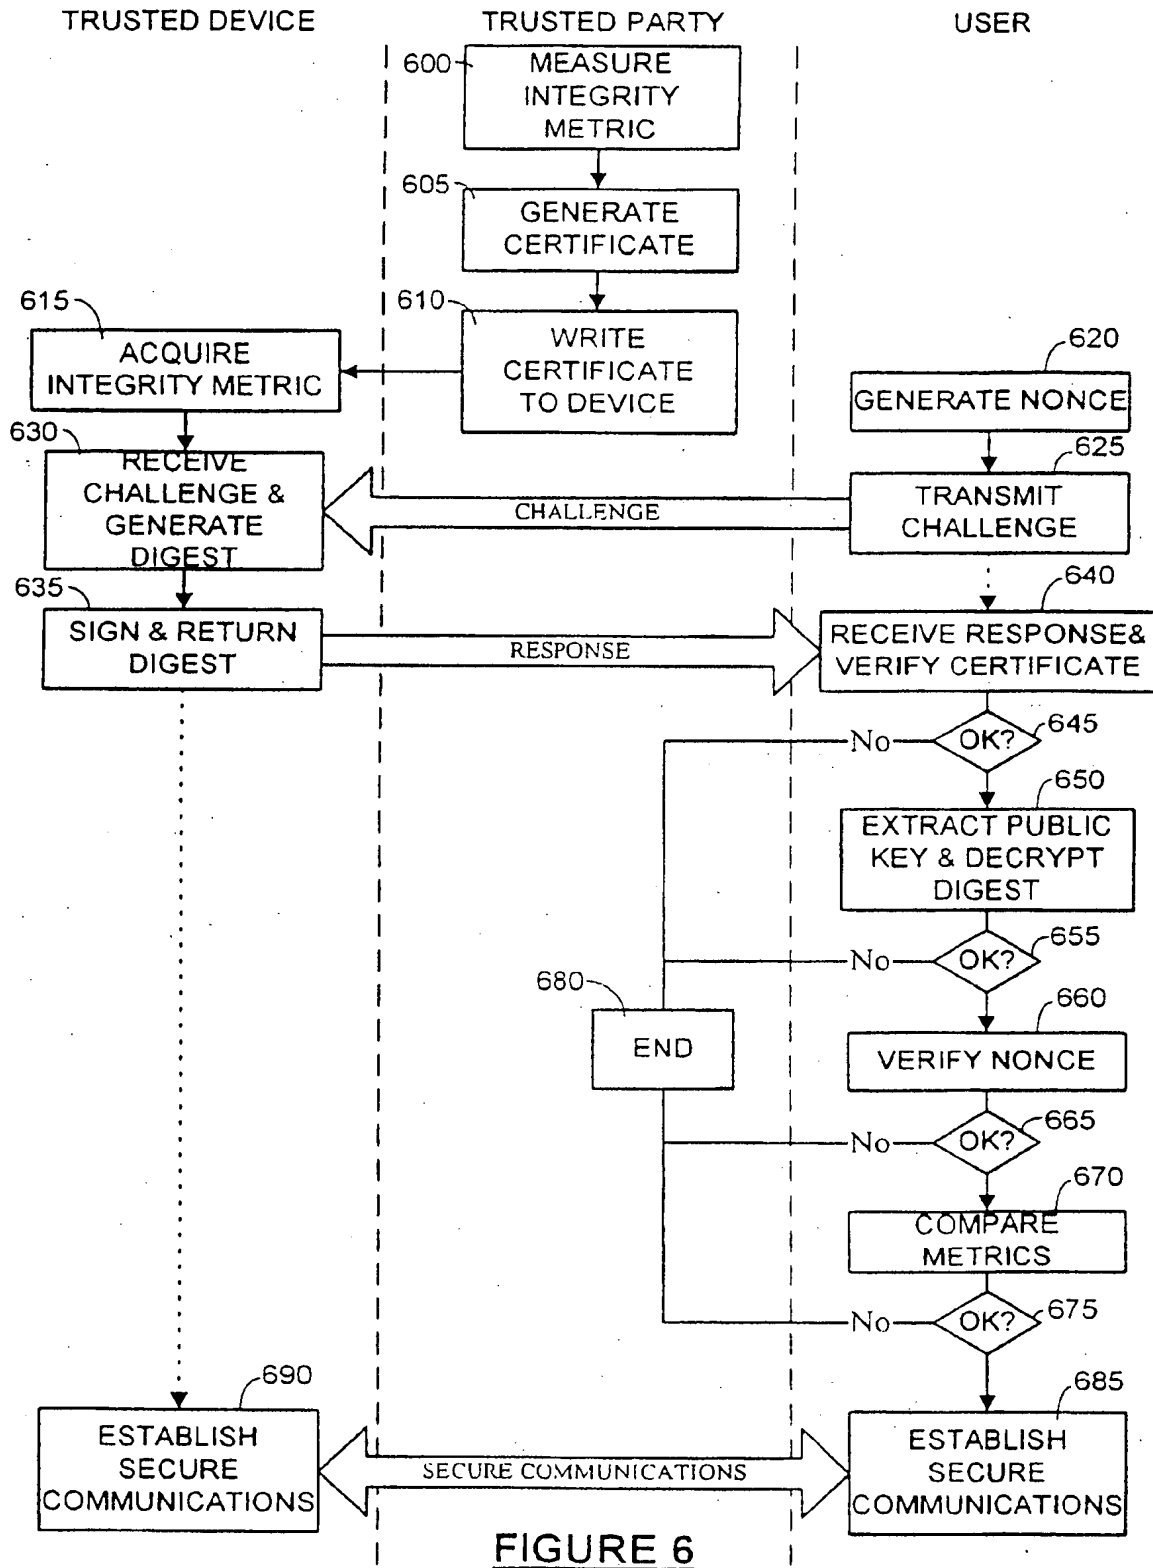 TRUSTED DEVICE
TRUSTED PARTY
USER
600
MEASURE
INTEGRITY
METRIC
605
GENERATE
CERTIFICATE
610
WRITE
CERTIFICATE
TO DEVICE
615
ACQUIRE
INTEGRITY METRIC
620
GENERATE NONCE
625
TRANSMIT
CHALLENGE
CHALLENGE
630
RECEIVE
CHALLENGE &
GENERATE
DIGEST
635
SIGN & RETURN
DIGEST
RESPONSE
640
RECEIVE RESPONSE&
VERIFY CERTIFICATE
645
OK?
No
650
EXTRACT PUBLIC
KEY & DECRYPT
DIGEST
655
OK?
No
680
END
660
VERIFY NONCE
665
OK?
No
670
COMPARE
METRICS
675
OK?
No
690
ESTABLISH
SECURE
COMMUNICATIONS
SECURE COMMUNICATIONS
685
ESTABLISH
SECURE
COMMUNICATIONS
FIGURE 6